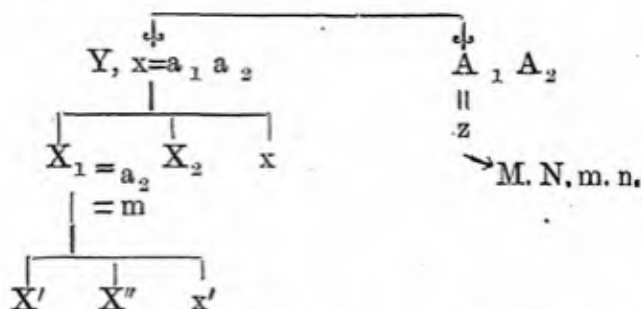 Y, x=a₁ a₂ A₁ A₂
||
z
X₁ = a₂ X₂ x
= m
M. N. m. n.
X′ X″ x′